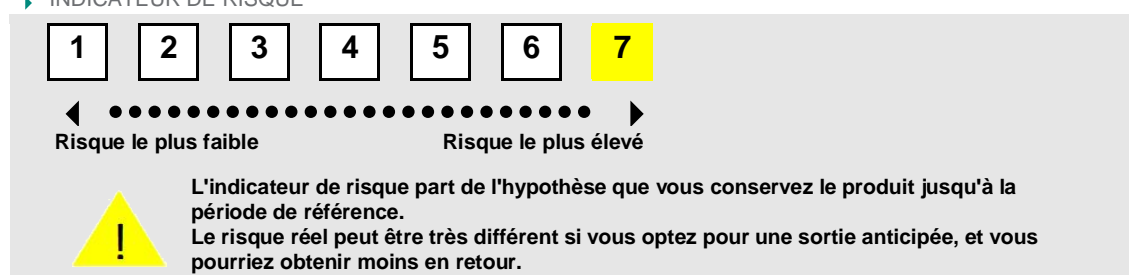 INDICATEUR DE RISQUE
1 2 3 4 5 6 7
Risque le plus faible Risque le plus élevé
L'indicateur de risque part de l'hypothèse que vous conservez le produit jusqu'à la
période de référence.
Le risque réel peut être très différent si vous optez pour une sortie anticipée, et vous
pourriez obtenir moins en retour.
!